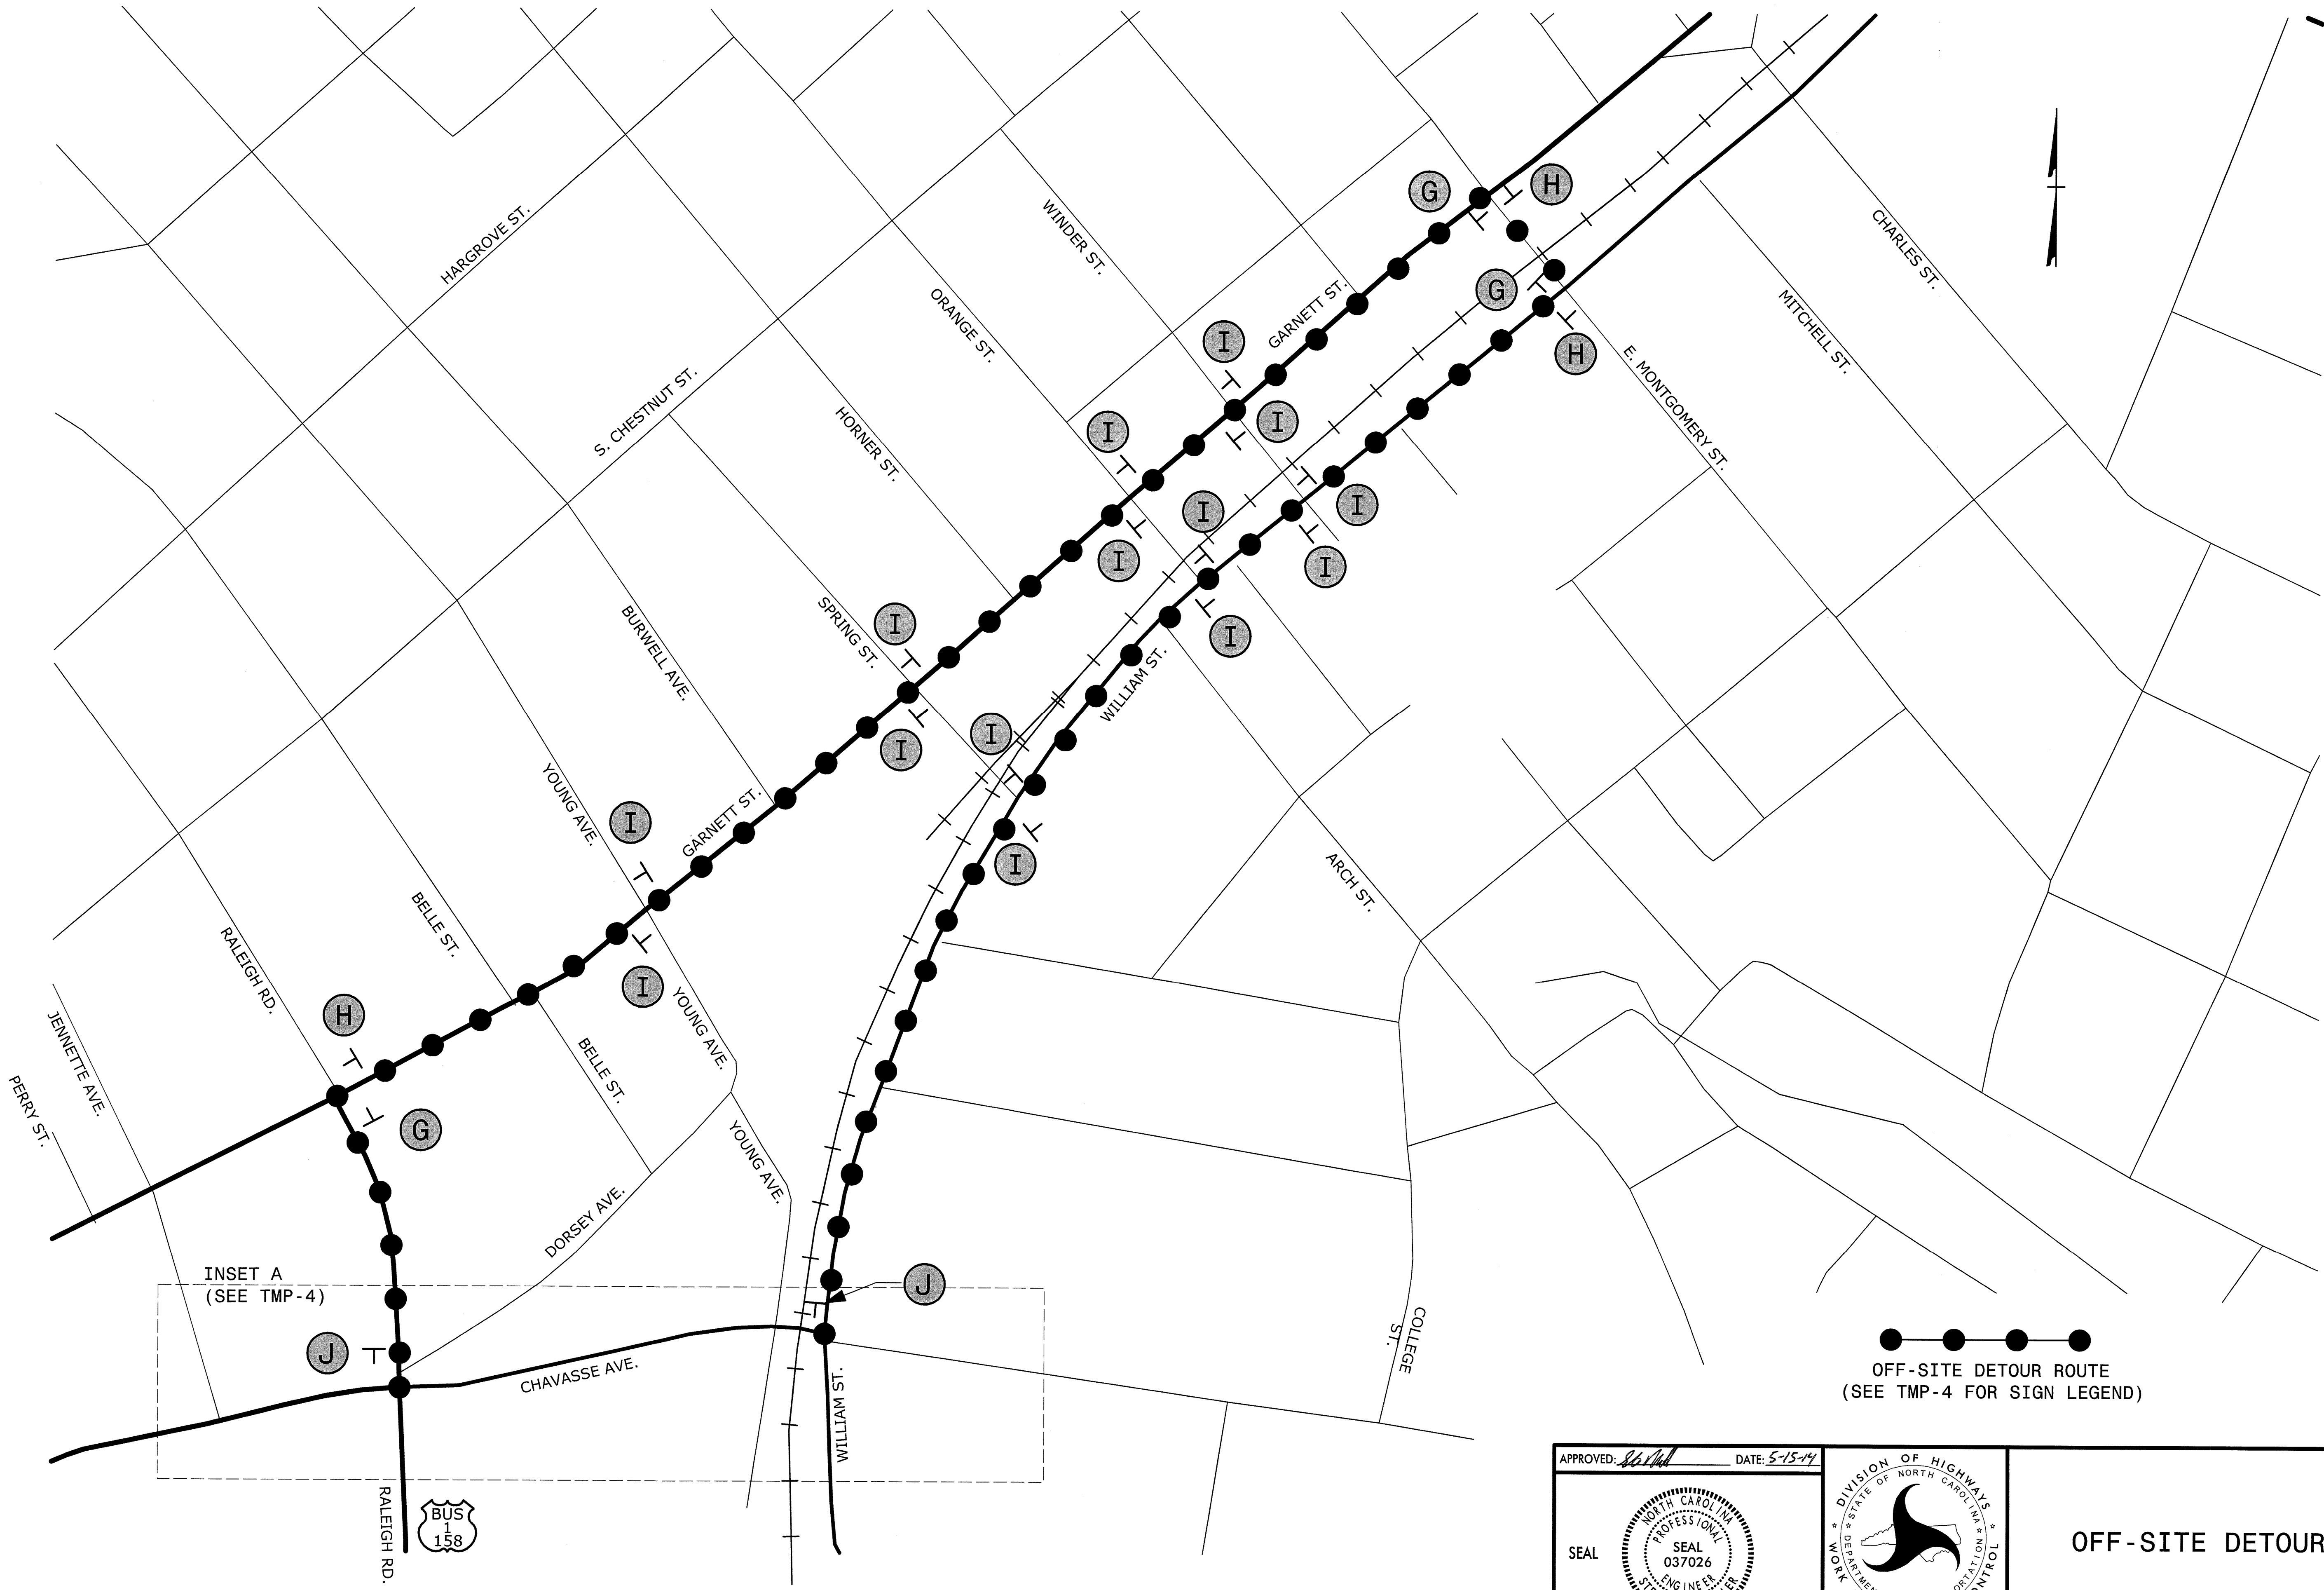 HARGROVE ST.
WINDER ST.
CHARLES ST.
G
H
ORANGE ST.
GARNETT ST.
G
MITCHELL ST.
I
H
E. MONTGOMERY ST.
S. CHESTNUT ST.
HORNER ST.
I
I
I
I
I
I
I
SPRING ST.
BURWELL AVE.
I
WILLIAM ST.
I
I
I
YOUNG AVE.
GARNETT ST.
I
I
ARCH ST.
BELLE ST.
RALEIGH RD.
I
YOUNG AVE.
H
JENNETTE AVE.
PERRY ST.
BELLE ST.
G
YOUNG AVE.
DORSEY AVE.
INSET A
(SEE TMP-4)
J
J
COLLEGE
ST.
CHAVASSE AVE.
WILLIAM ST.
OFF-SITE DETOUR ROUTE
(SEE TMP-4 FOR SIGN LEGEND)
RALEIGH RD.
BUS
1
158
APPROVED:
DATE: 5-15-14
SEAL
NORTH CAROLINA
PROFESSIONAL
SEAL
037026
ENGINEER
DIVISION OF HIGHWAYS
STATE OF NORTH CAROLINA
WORK
OFF-SITE DETOUR